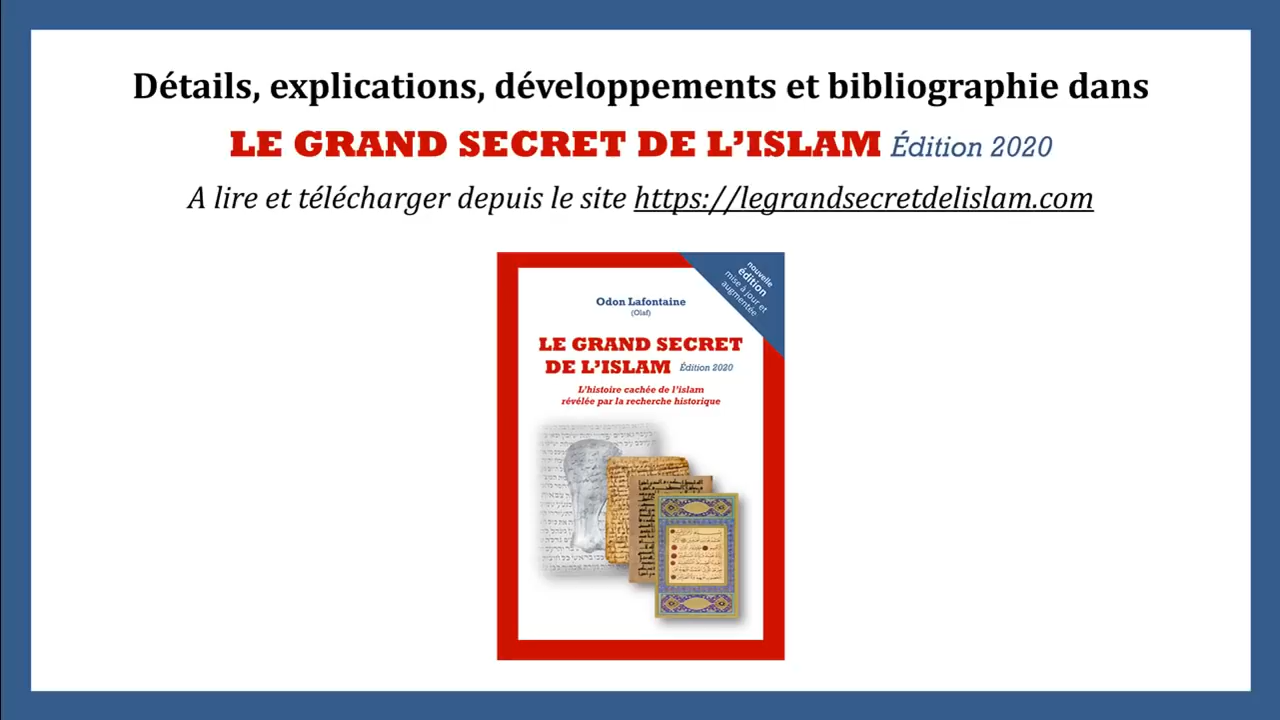 Détails, explications, développements et bibliographie dans
LE GRAND SECRET DE L’ISLAM Édition 2020
A lire et télécharger depuis le site https://legrandsecretdelislam.com
nouvelle
édition
mise à jour et
augmentée
Odon Lafontaine
(Olaf)
LE GRAND SECRET
DE L’ISLAM Édition 2020
L’histoire cachée de l’islam
révélée par la recherche historique